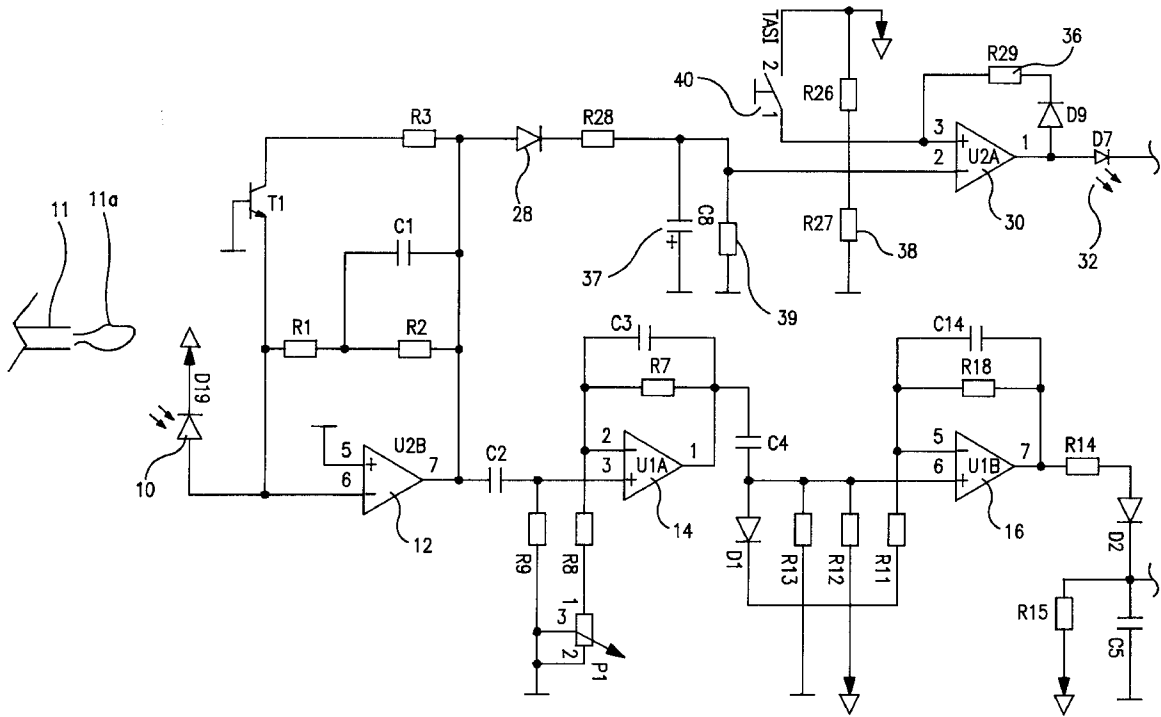 TASI
2
1
40
R26
R29
36
D9
3
2
+
−
U2A
1
D7
30
32
R3
28
R28
T1
C1
C8
+
37
39
R27
38
11
11a
R1
R2
D19
10
5
6
+
−
U2B
7
12
C2
C3
R7
2
3
−
+
U1A
1
14
C4
C14
R18
5
6
−
+
U1B
7
16
R14
D2
R9
R8
1
3
2
P1
D1
R13
R12
R11
R15
C5